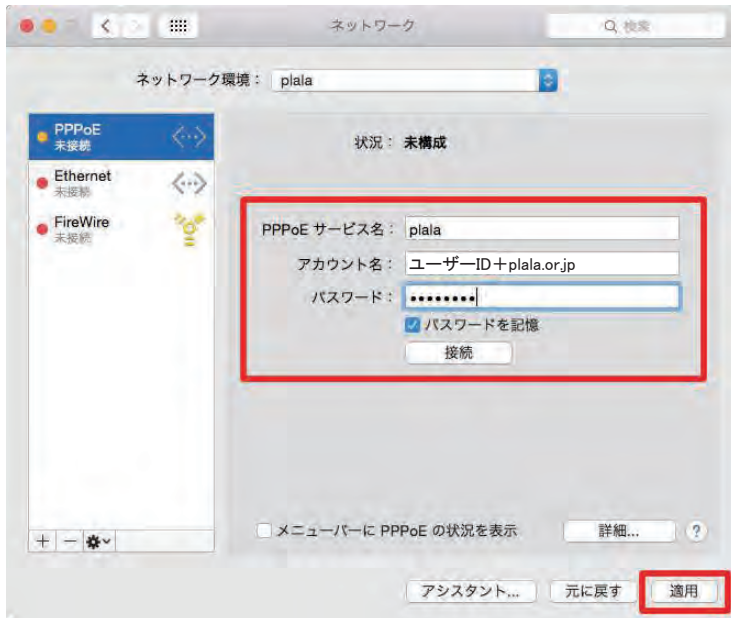 ネットワーク
検索
ネットワーク環境： plala
PPPoE
未接続
Ethernet
未接続
FireWire
未接続
状況： 未構成
PPPoE サービス名： plala
アカウント名： ユーザーID＋plala.or.jp
パスワード： ••••••••
パスワードを記憶
接続
メニューバーに PPPoE の状況を表示
詳細... ?
アシスタント... 元に戻す 適用